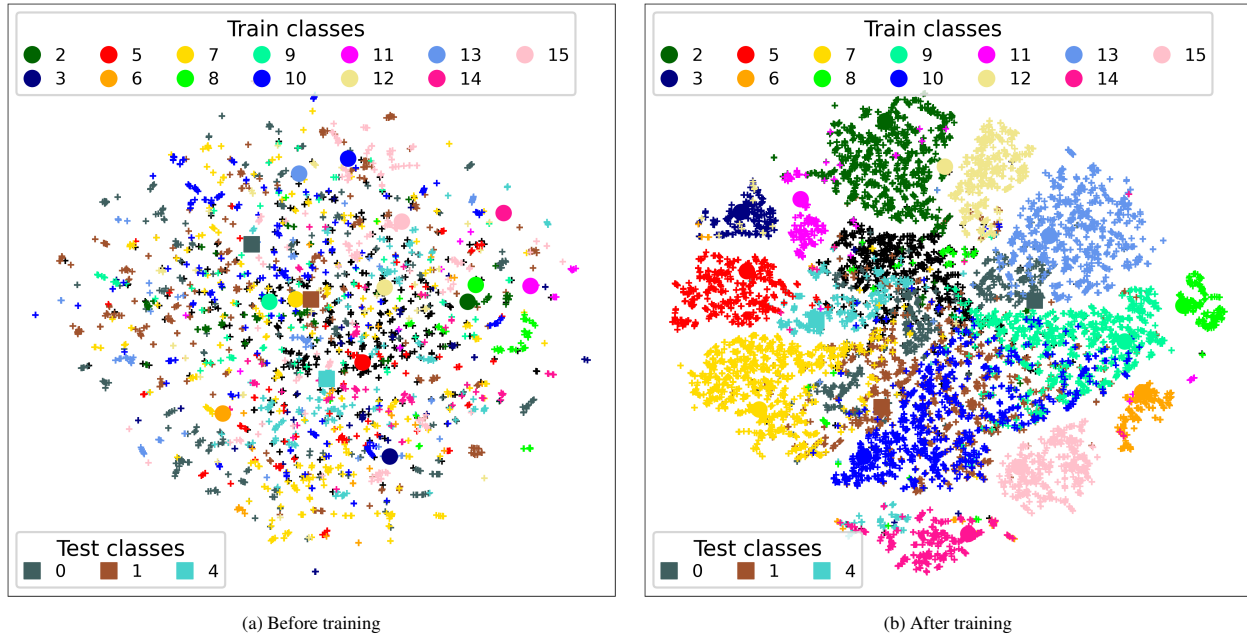 Train classes
2 5 7 9 11 13 15
3 6 8 10 12 14
Test classes
0 1 4
(a) Before training
Train classes
2 5 7 9 11 13 15
3 6 8 10 12 14
Test classes
0 1 4
(b) After training